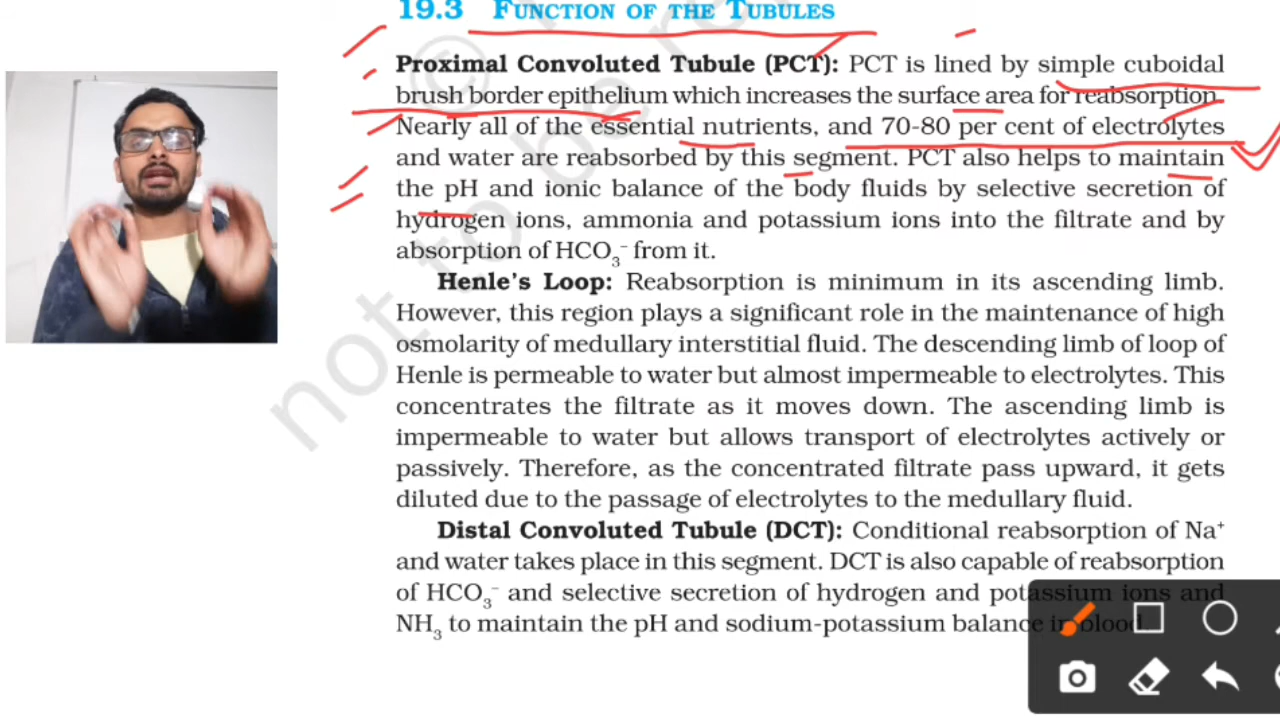 19.3 FUNCTION OF THE TUBULES
Proximal Convoluted Tubule (PCT): PCT is lined by simple cuboidal
brush border epithelium which increases the surface area for reabsorption.
Nearly all of the essential nutrients, and 70-80 per cent of electrolytes
and water are reabsorbed by this segment. PCT also helps to maintain
the pH and ionic balance of the body fluids by selective secretion of
hydrogen ions, ammonia and potassium ions into the filtrate and by
absorption of HCO₃⁻ from it.
Henle's Loop: Reabsorption is minimum in its ascending limb.
However, this region plays a significant role in the maintenance of high
osmolarity of medullary interstitial fluid. The descending limb of loop of
Henle is permeable to water but almost impermeable to electrolytes. This
concentrates the filtrate as it moves down. The ascending limb is
impermeable to water but allows transport of electrolytes actively or
passively. Therefore, as the concentrated filtrate pass upward, it gets
diluted due to the passage of electrolytes to the medullary fluid.
Distal Convoluted Tubule (DCT): Conditional reabsorption of Na⁺
and water takes place in this segment. DCT is also capable of reabsorption
of HCO₃⁻ and selective secretion of hydrogen and potassium ions and
NH₃ to maintain the pH and sodium-potassium balance in blood.
© not to be re